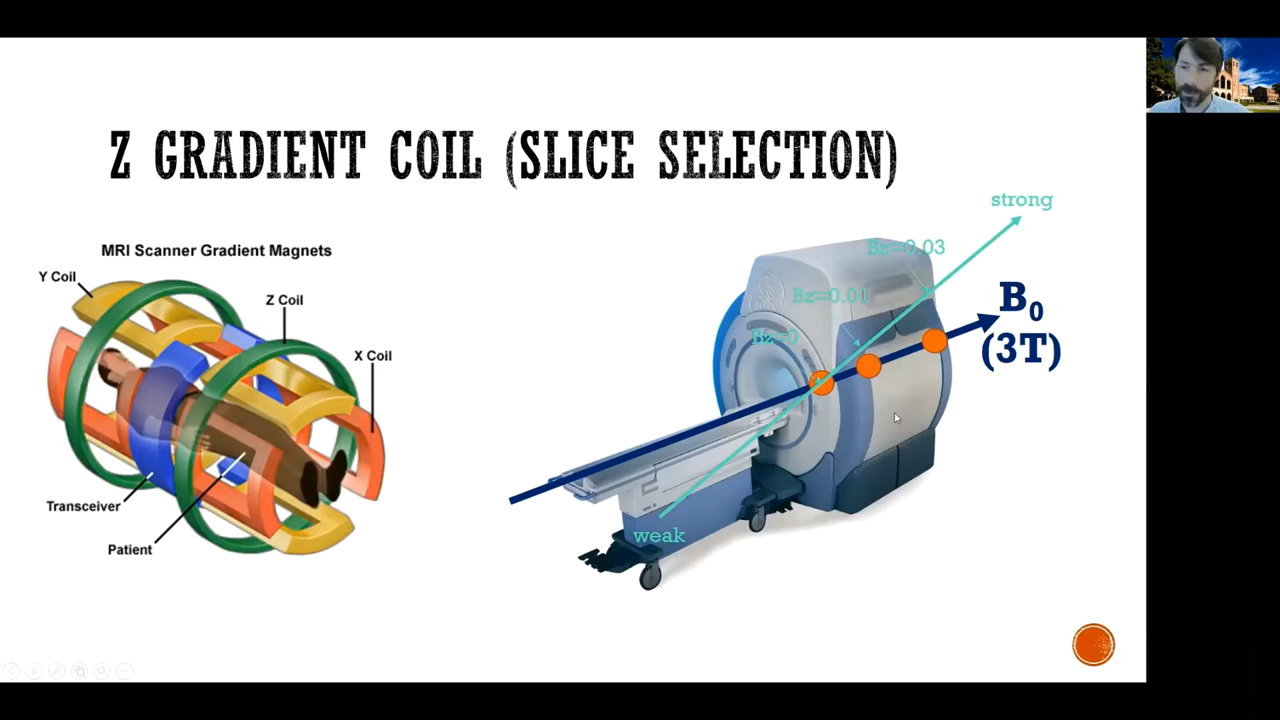 Z GRADIENT COIL (SLICE SELECTION)
MRI Scanner Gradient Magnets
Y Coil
Z Coil
X Coil
Transceiver
Patient
strong
Bz=0.03
Bz=0.01
Bz=0
B₀
(3T)
weak